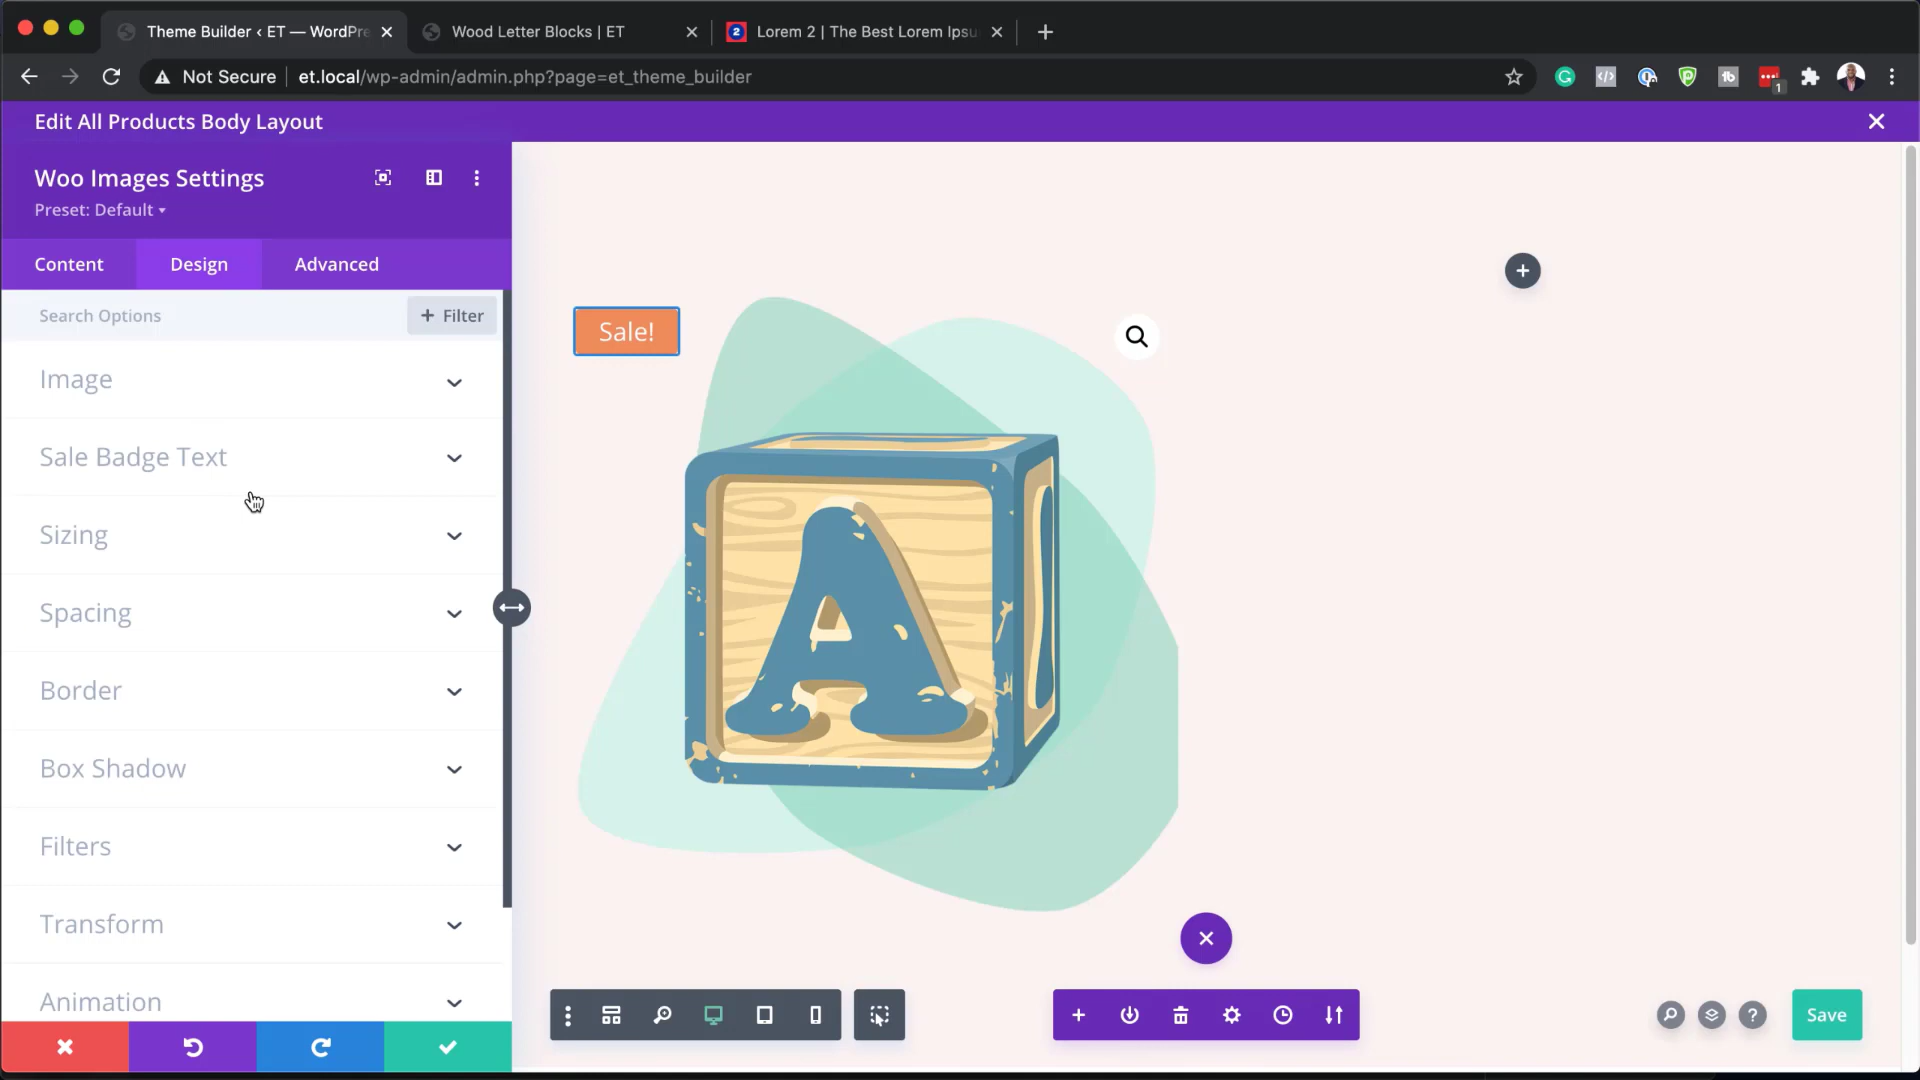 Theme Builder ‹ ET — WordPre
Wood Letter Blocks | ET
2 Lorem 2 | The Best Lorem Ipsu
Not Secure
et.local/wp-admin/admin.php?page=et_theme_builder
1
Edit All Products Body Layout
Woo Images Settings
Preset: Default
Content
Design
Advanced
Search Options
+ Filter
Image
Sale Badge Text
Sizing
Spacing
Border
Box Shadow
Filters
Transform
Animation
Sale!
A
Save